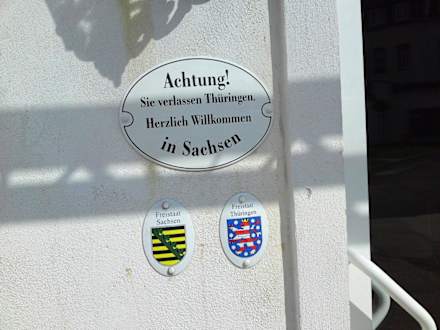 Achtung!
Sie verlassen Thüringen.
Herzlich Willkommen
in Sachsen
Freistaat
Sachsen
Freistaat
Thüringen